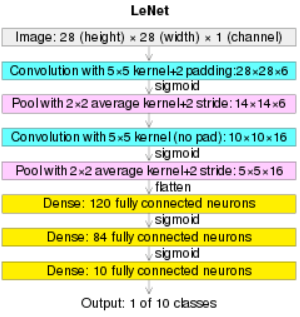 LeNet
Image: 28 (height) × 28 (width) × 1 (channel)
Convolution with 5×5 kernel+2 padding:28×28×6
sigmoid
Pool with 2×2 average kernel+2 stride: 14×14×6
Convolution with 5×5 kernel (no pad): 10×10×16
sigmoid
Pool with 2×2 average kernel+2 stride: 5×5×16
flatten
Dense: 120 fully connected neurons
sigmoid
Dense: 84 fully connected neurons
sigmoid
Dense: 10 fully connected neurons
Output: 1 of 10 classes